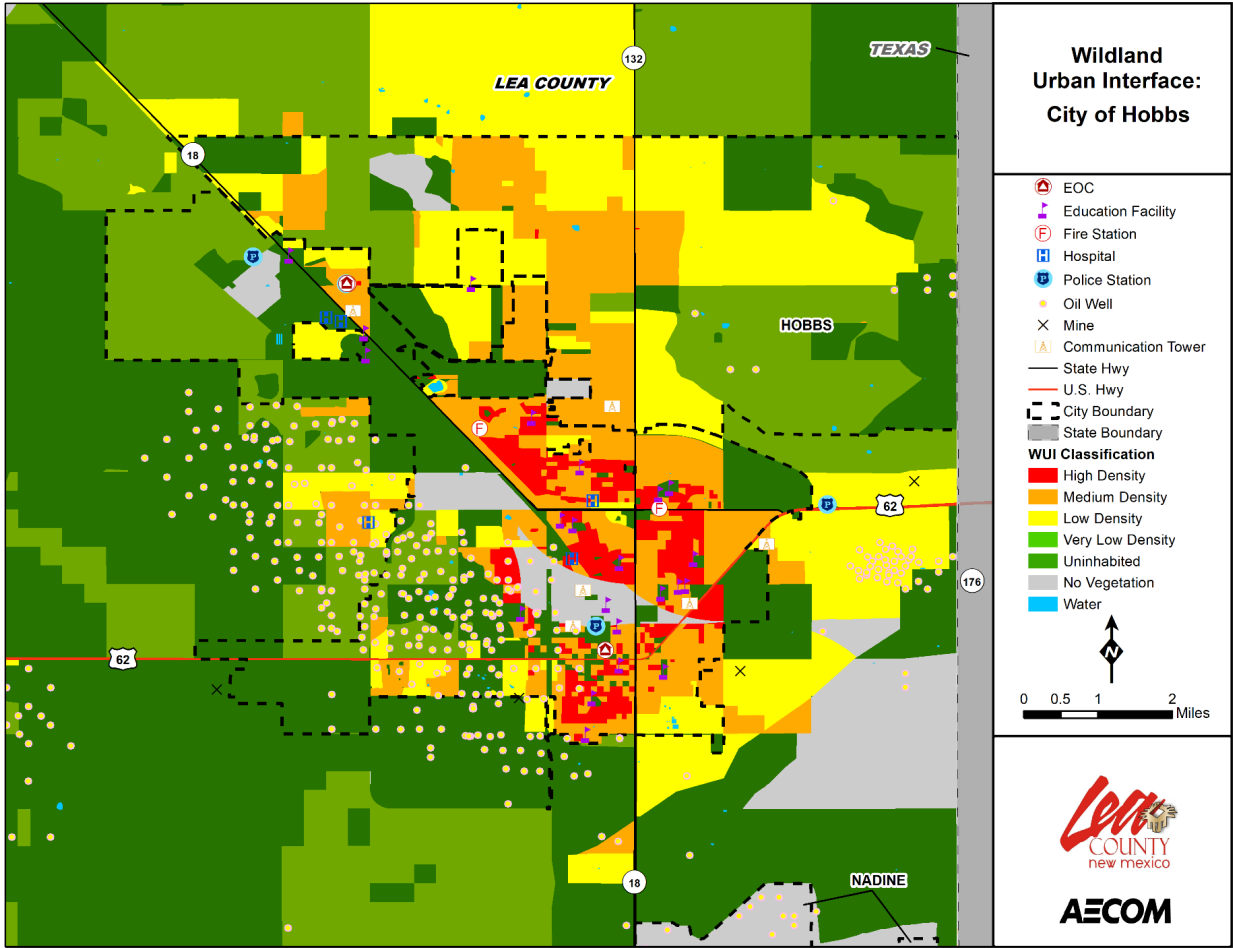 Wildland
Urban Interface:
City of Hobbs
TEXAS
132
LEA COUNTY
18
HOBBS
62
176
62
18
NADINE
EOC
Education Facility
F Fire Station
H Hospital
P Police Station
Oil Well
Mine
A Communication Tower
State Hwy
U.S. Hwy
City Boundary
State Boundary
WUI Classification
High Density
Medium Density
Low Density
Very Low Density
Uninhabited
No Vegetation
Water
N
0 0.5 1 2
Miles
Lea
COUNTY
new mexico
AECOM